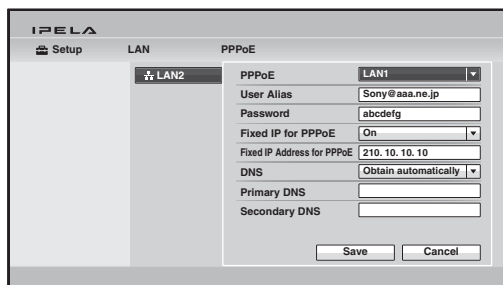 IPELA
Setup LAN PPPoE
LAN2
PPPoE LAN1
User Alias Sony@aaa.ne.jp
Password abcdefg
Fixed IP for PPPoE On
Fixed IP Address for PPPoE 210. 10. 10. 10
DNS Obtain automatically
Primary DNS
Secondary DNS
Save Cancel